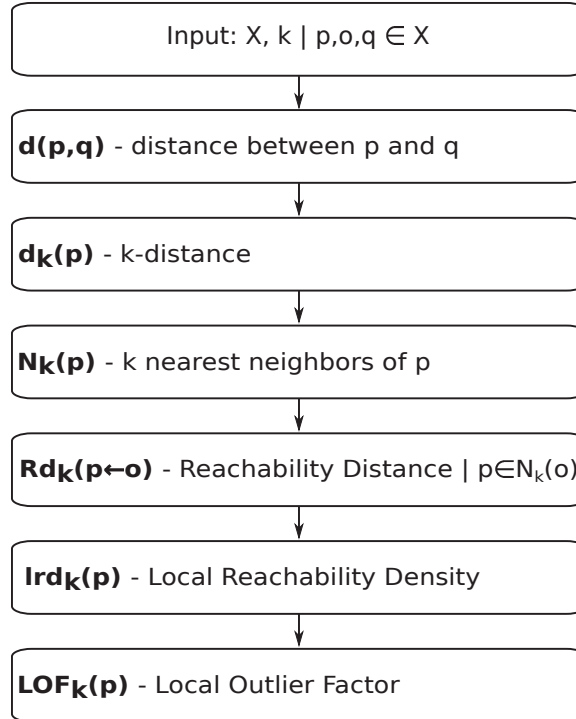 Input: X, k | p,o,q ∈ X
d(p,q) - distance between p and q
dₖ(p) - k-distance
Nₖ(p) - k nearest neighbors of p
Rdₖ(p←o) - Reachability Distance | p∈Nₖ(o)
lrdₖ(p) - Local Reachability Density
LOFₖ(p) - Local Outlier Factor